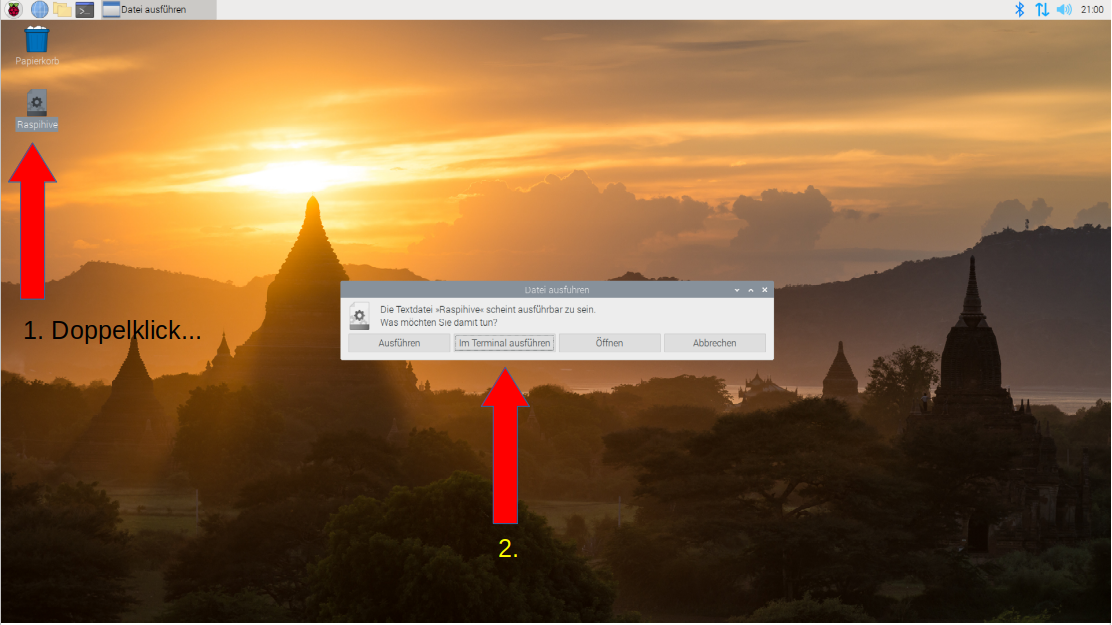 Datei ausführen
21:00
Papierkorb
Raspihive
1. Doppelklick...
Datei ausführen
Die Textdatei »Raspihive« scheint ausführbar zu sein.
Was möchten Sie damit tun?
Ausführen
Im Terminal ausführen
Öffnen
Abbrechen
2.